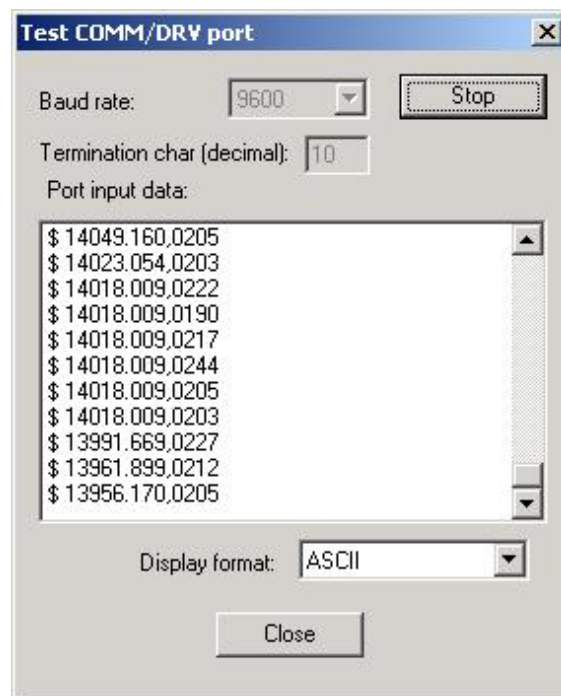 Test COMM/DRV port
Baud rate: 9600 Stop
Termination char (decimal): 10
Port input data:
$ 14049.160,0205
$ 14023.054,0203
$ 14018.009,0222
$ 14018.009,0190
$ 14018.009,0217
$ 14018.009,0244
$ 14018.009,0205
$ 14018.009,0203
$ 13991.669,0227
$ 13961.899,0212
$ 13956.170,0205
Display format: ASCII
Close